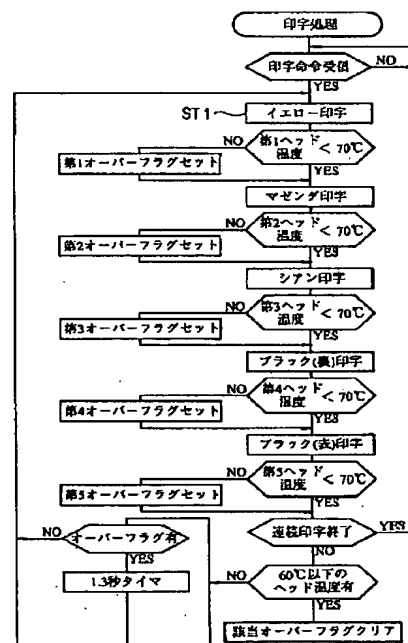 印字処理
印字命令受信
NO
YES
ST1
イエロー印字
NO
第1ヘッド温度 < 70℃
第1オーバーフラグセット
YES
マゼンダ印字
NO
第2ヘッド温度 < 70℃
第2オーバーフラグセット
YES
シアン印字
NO
第3ヘッド温度 < 70℃
第3オーバーフラグセット
YES
ブラック(裏)印字
NO
第4ヘッド温度 < 70℃
第4オーバーフラグセット
YES
ブラック(表)印字
NO
第5ヘッド温度 < 70℃
第5オーバーフラグセット
YES
NO
オーバーフラグ有
連続印字終了
YES
YES
NO
1.3秒タイマ
NO
60℃以下の
ヘッド温度有
YES
該当オーバーフラグクリア